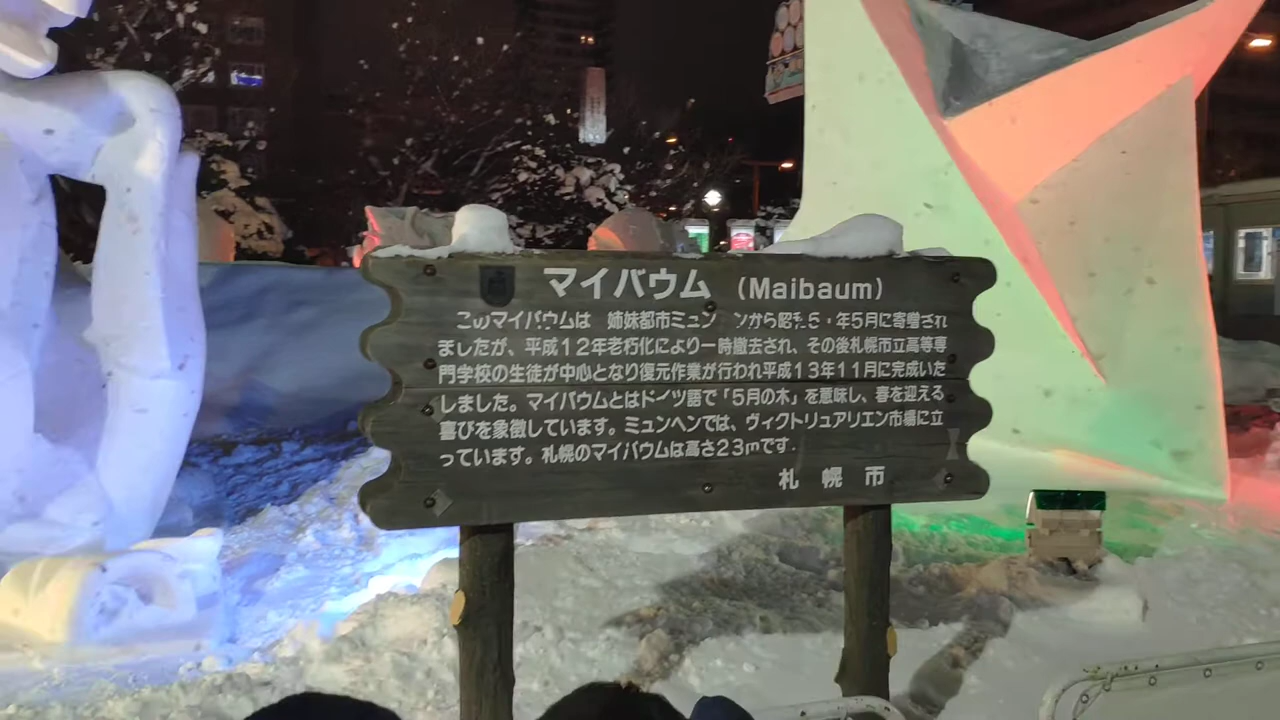 マイバウム (Maibaum)
このマイバウムは 姉妹都市ミュン ンから昭和5 年5月に寄贈され
ましたが、平成12年老朽化により一時撤去され、その後札幌市立高等専
門学校の生徒が中心となり復元作業が行われ平成13年11月に完成いた
しました。マイバウムとはドイツ語で「5月の木」を意味し、春を迎える
喜びを象徴しています。ミュンヘンでは、ヴィクトリュアリエン市場に立
っています。札幌のマイバウムは高さ23mです.
札 幌 市